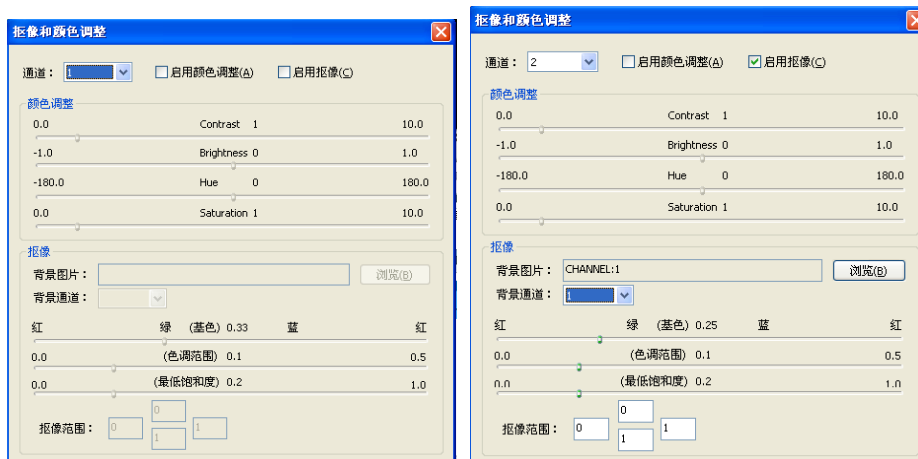 抠像和颜色调整
通道： 1 启用颜色调整(A) 启用抠像(C)
颜色调整
0.0 Contrast 1 10.0
-1.0 Brightness 0 1.0
-180.0 Hue 0 180.0
0.0 Saturation 1 10.0
抠像
背景图片： 浏览(B)
背景通道：
红 绿 (基色) 0.33 蓝 红
0.0 (色调范围) 0.1 0.5
0.0 (最低饱和度) 0.2 1.0
0
抠像范围： 0 1
1
抠像和颜色调整
通道： 2 启用颜色调整(A) 启用抠像(C)
颜色调整
0.0 Contrast 1 10.0
-1.0 Brightness 0 1.0
-180.0 Hue 0 180.0
0.0 Saturation 1 10.0
抠像
背景图片： CHANNEL:1 浏览(B)
背景通道： 1
红 绿 (基色) 0.25 蓝 红
0.0 (色调范围) 0.1 0.5
0.0 (最低饱和度) 0.2 1.0
0
抠像范围： 0 1
1